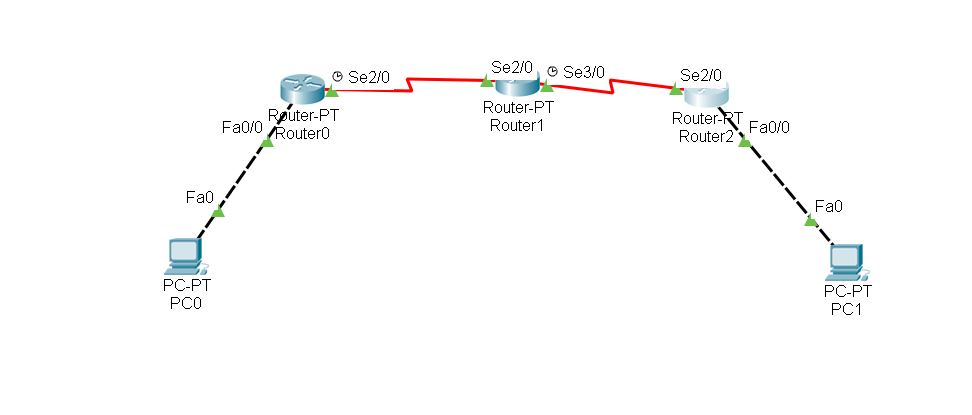 Se2/0
Se2/0
Se3/0
Se2/0
Router-PT
Router0
Router-PT
Router1
Router-PT
Router2
Fa0/0
Fa0/0
Fa0
Fa0
PC-PT
PC0
PC-PT
PC1